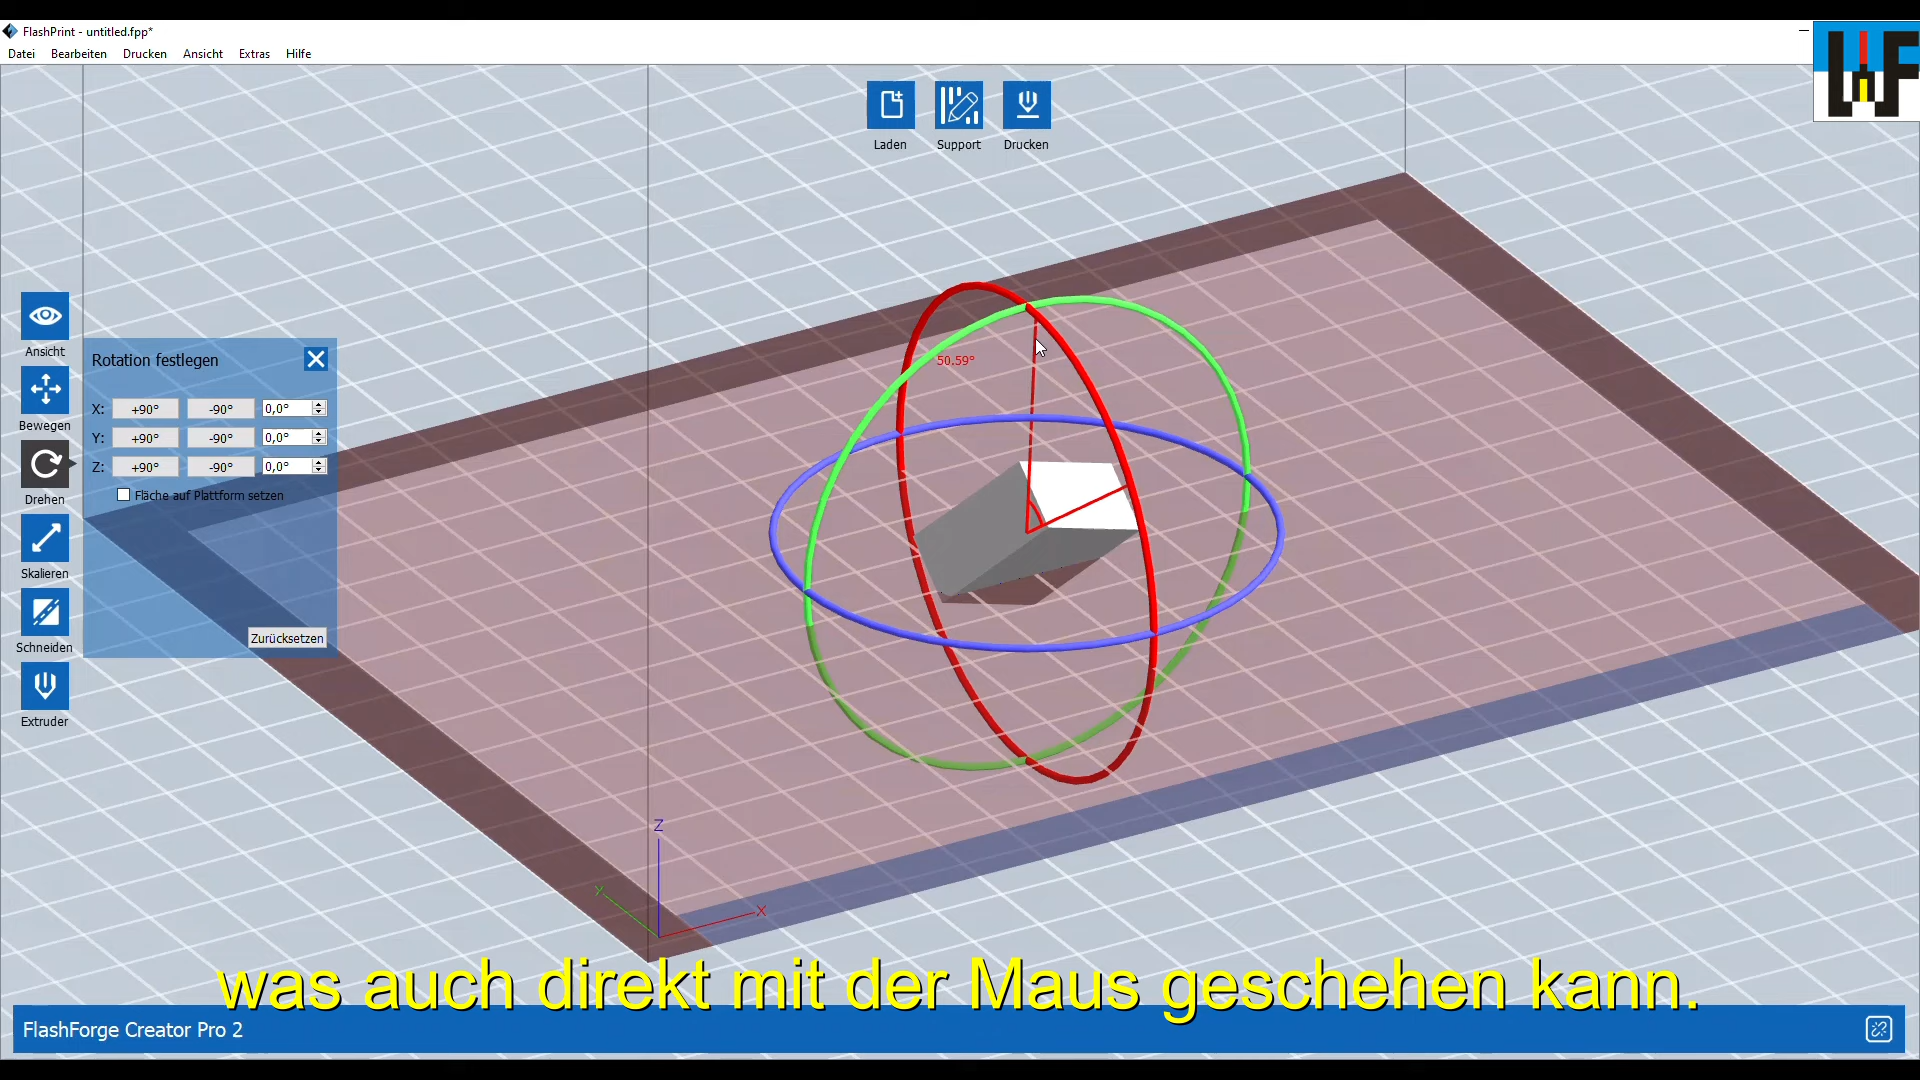 FlashPrint - untitled.fpp*
Datei Bearbeiten Drucken Ansicht Extras Hilfe
Laden Support Drucken
Ansicht
Bewegen
Drehen
Skalieren
Schneiden
Extruder
Rotation festlegen
X: +90° -90° 0,0°
Y: +90° -90° 0,0°
Z: +90° -90° 0,0°
Fläche auf Plattform setzen
Zurücksetzen
50.59°
Z
Y
X
was auch direkt mit der Maus geschehen kann.
FlashForge Creator Pro 2